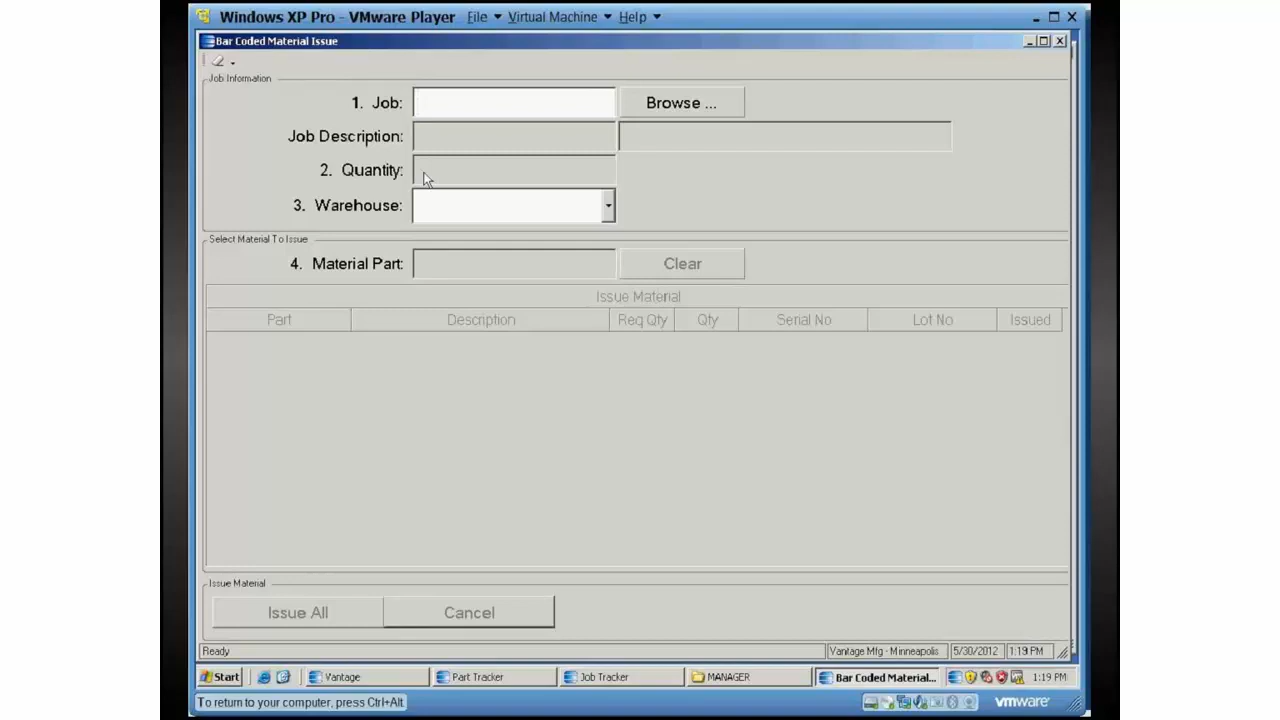 Windows XP Pro - VMware Player File Virtual Machine Help
Bar Coded Material Issue
Job Information
1. Job: Browse ...
Job Description:
2. Quantity:
3. Warehouse:
Select Material To Issue
4. Material Part: Clear
Issue Material
Part Description Req Qty Qty Serial No Lot No Issued
Issue Material
Issue All Cancel
Ready Vantage Mfg - Minneapolis 5/30/2012 1:19 PM
Start Vantage Part Tracker Job Tracker MANAGER Bar Coded Material... 1:19 PM
To return to your computer, press Ctrl+Alt. vmware